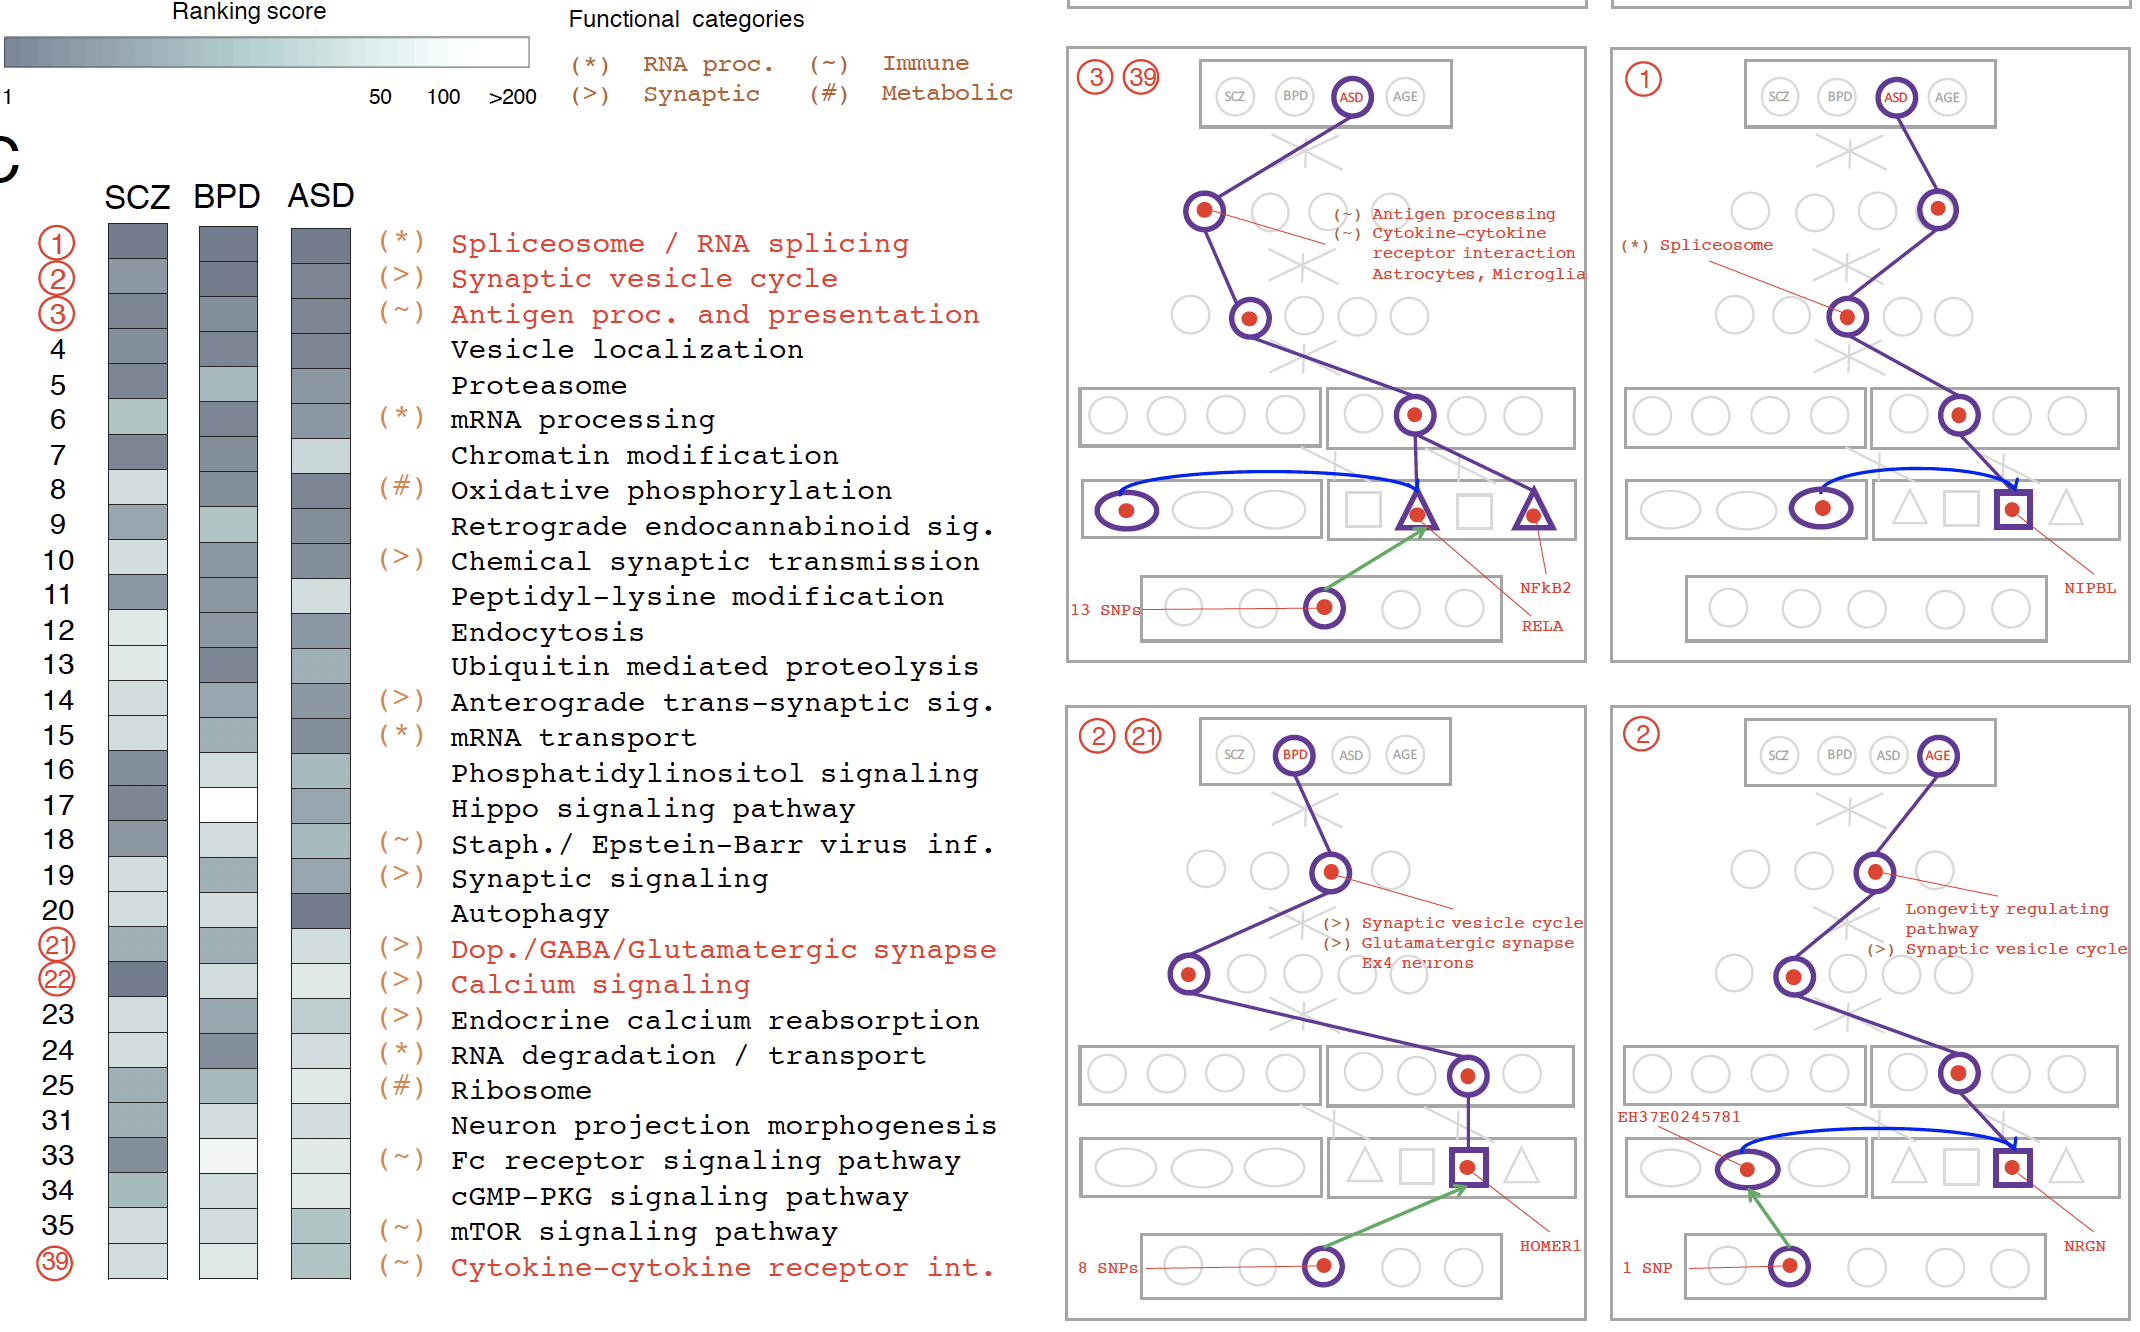 Ranking score
1 50 100 >200
Functional categories
(*) RNA proc. (~) Immune
(>) Synaptic (#) Metabolic
C
SCZ BPD ASD
1 (*) Spliceosome / RNA splicing
2 (>) Synaptic vesicle cycle
3 (~) Antigen proc. and presentation
4 Vesicle localization
5 Proteasome
6 (*) mRNA processing
7 Chromatin modification
8 (#) Oxidative phosphorylation
9 Retrograde endocannabinoid sig.
10 (>) Chemical synaptic transmission
11 Peptidyl-lysine modification
12 Endocytosis
13 Ubiquitin mediated proteolysis
14 (>) Anterograde trans-synaptic sig.
15 (*) mRNA transport
16 Phosphatidylinositol signaling
17 Hippo signaling pathway
18 (~) Staph./ Epstein-Barr virus inf.
19 (>) Synaptic signaling
20 Autophagy
21 (>) Dop./GABA/Glutamatergic synapse
22 (>) Calcium signaling
23 (>) Endocrine calcium reabsorption
24 (*) RNA degradation / transport
25 (#) Ribosome
31 Neuron projection morphogenesis
33 (~) Fc receptor signaling pathway
34 cGMP-PKG signaling pathway
35 (~) mTOR signaling pathway
39 (~) Cytokine-cytokine receptor int.
3 39
SCZ BPD ASD AGE
(~) Antigen processing
(~) Cytokine-cytokine
receptor interaction
Astrocytes, Microglia
NFkB2
13 SNPs
RELA
1
SCZ BPD ASD AGE
(*) Spliceosome
NIPBL
2 21
SCZ BPD ASD AGE
(>) Synaptic vesicle cycle
(>) Glutamatergic synapse
Ex4 neurons
HOMER1
8 SNPs
2
SCZ BPD ASD AGE
Longevity regulating
pathway
(>) Synaptic vesicle cycle
EH37E0245781
NRGN
1 SNP